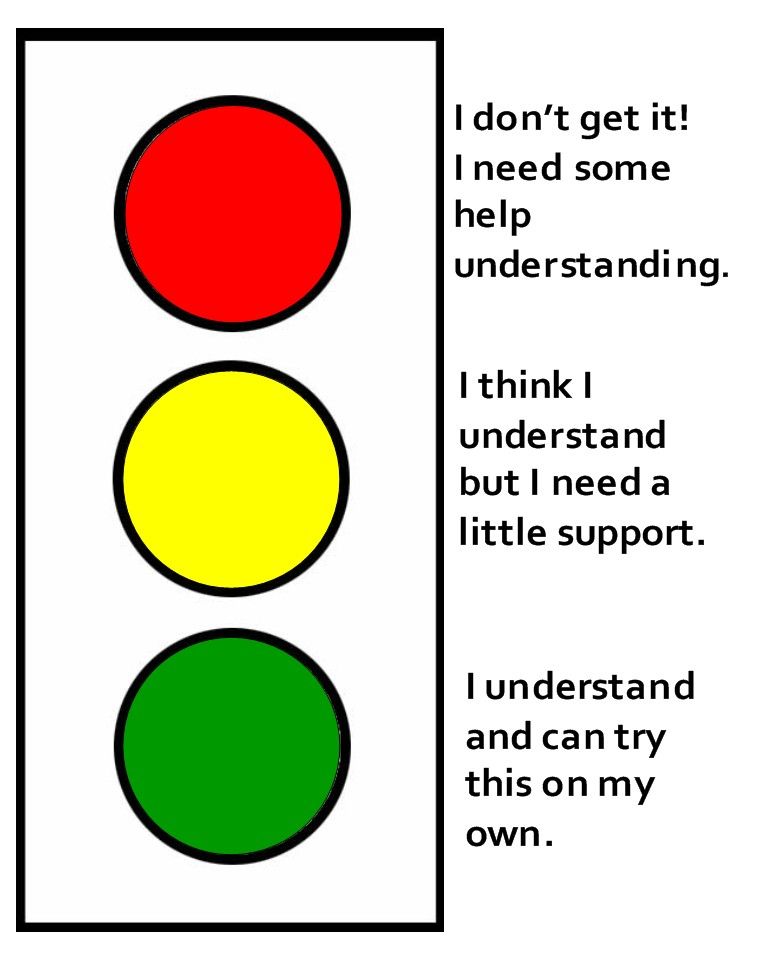 I don't get it!
I need some
help
understanding.
I think I
understand
but I need a
little support.
I understand
and can try
this on my
own.